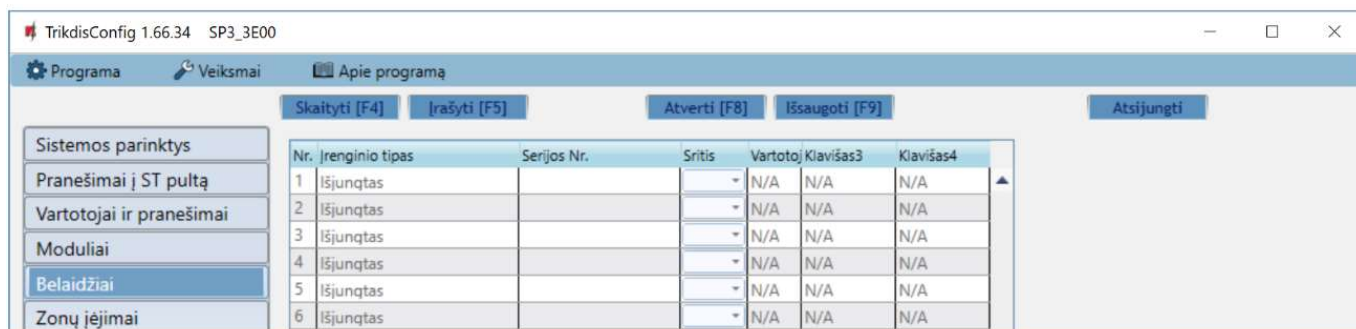 TrikdisConfig 1.66.34 SP3_3E00
Programa Veiksmai Apie programą
Skaityti [F4] Įrašyti [F5] Atverti [F8] Išsaugoti [F9] Atsijungti
Sistemos parinktys
Pranešimai į ST pultą
Vartotojai ir pranešimai
Moduliai
Belaidžiai
Zonų įėjimai
Nr. Įrenginio tipas Serijos Nr. Sritis Vartotoj Klavišas3 Klavišas4
1 Išjungtas N/A N/A N/A
2 Išjungtas N/A N/A N/A
3 Išjungtas N/A N/A N/A
4 Išjungtas N/A N/A N/A
5 Išjungtas N/A N/A N/A
6 Išjungtas N/A N/A N/A